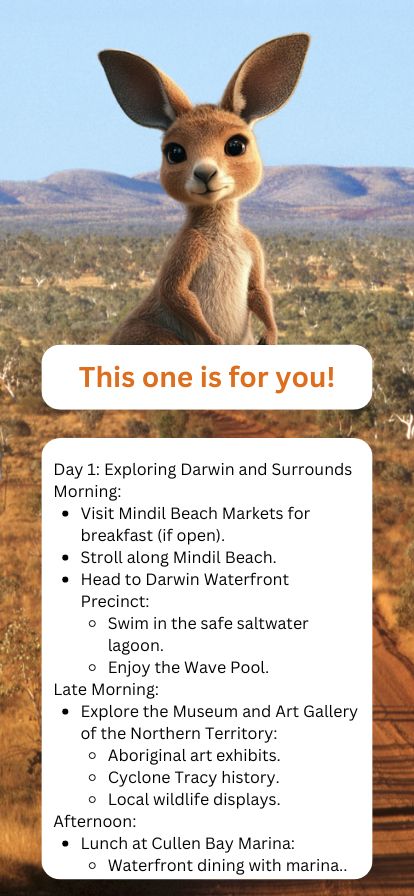 This one is for you!
Day 1: Exploring Darwin and Surrounds
Morning:
• Visit Mindil Beach Markets for
breakfast (if open).
• Stroll along Mindil Beach.
• Head to Darwin Waterfront
Precinct:
◦ Swim in the safe saltwater
lagoon.
◦ Enjoy the Wave Pool.
Late Morning:
• Explore the Museum and Art Gallery
of the Northern Territory:
◦ Aboriginal art exhibits.
◦ Cyclone Tracy history.
◦ Local wildlife displays.
Afternoon:
• Lunch at Cullen Bay Marina:
◦ Waterfront dining with marina..